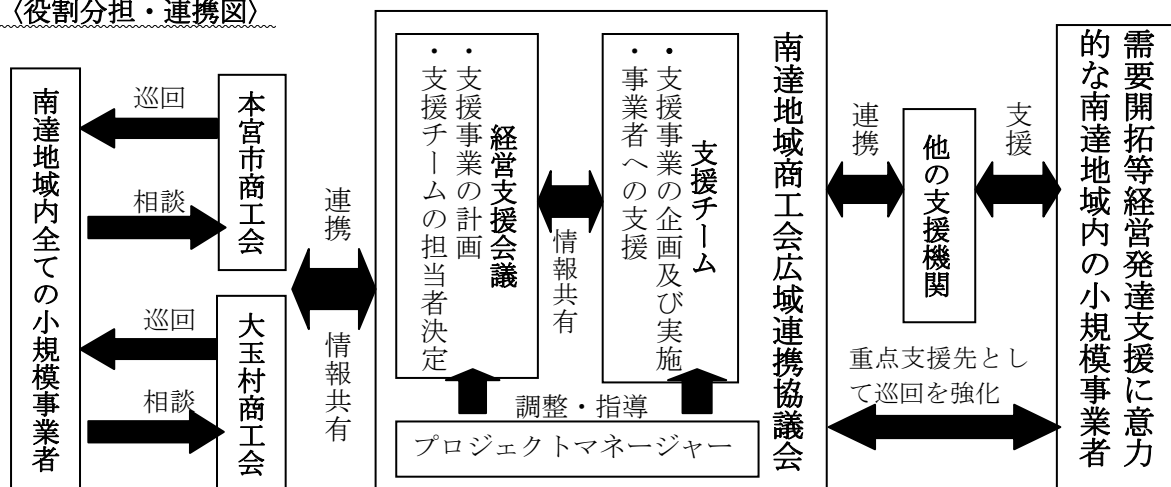 〈役割分担・連携図〉
南達地域内全ての小規模事業者
巡回
相談
本宮市商工会
巡回
相談
大玉村商工会
連携
情報共有
経営支援会議
・支援事業の計画
・支援チームの担当者決定
情報共有
支援チーム
・支援事業の企画及び実施
・事業者への支援
調整・指導
プロジェクトマネージャー
南達地域商工会広域連携協議会
連携
他の支援機関
支援
重点支援先とし
て巡回を強化
需要開拓等経営発達支援に意力
的な南達地域内の小規模事業者